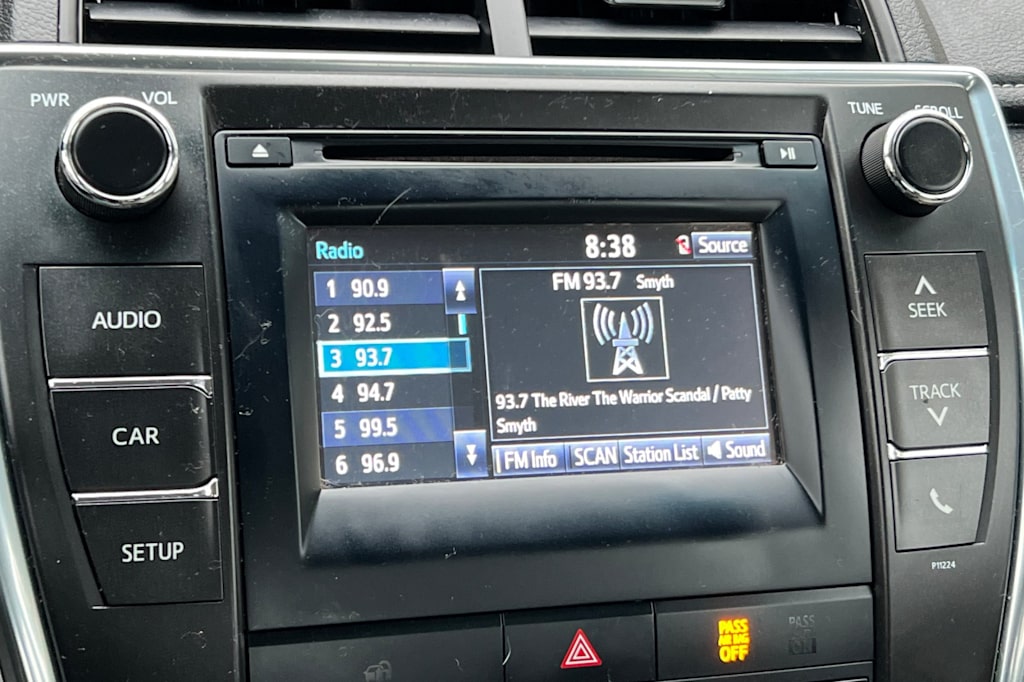 PWR VOL
TUNE SCROLL
Radio 8:38 Source
1 90.9
2 92.5
3 93.7
4 94.7
5 99.5
6 96.9
FM 93.7 Smyth
93.7 The River The Warrior Scandal / Patty
Smyth
FM Info SCAN Station List Sound
AUDIO
CAR
SETUP
SEEK
TRACK
P11224
PASS
AIR BAG
OFF
PASS
ON